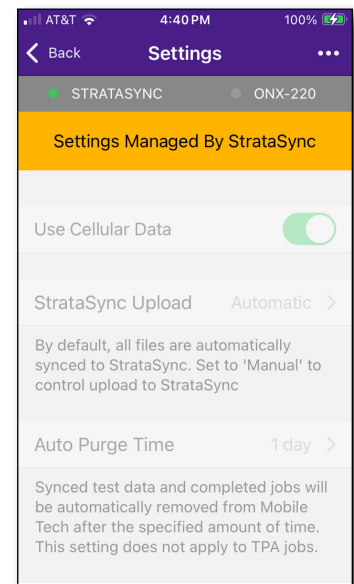 AT&T 4:40 PM 100%
Back Settings
STRATASYNC ONX-220
Settings Managed By StrataSync
Use Cellular Data
StrataSync Upload Automatic
By default, all files are automatically
synced to StrataSync. Set to 'Manual' to
control upload to StrataSync
Auto Purge Time 1 day
Synced test data and completed jobs will
be automatically removed from Mobile
Tech after the specified amount of time.
This setting does not apply to TPA jobs.